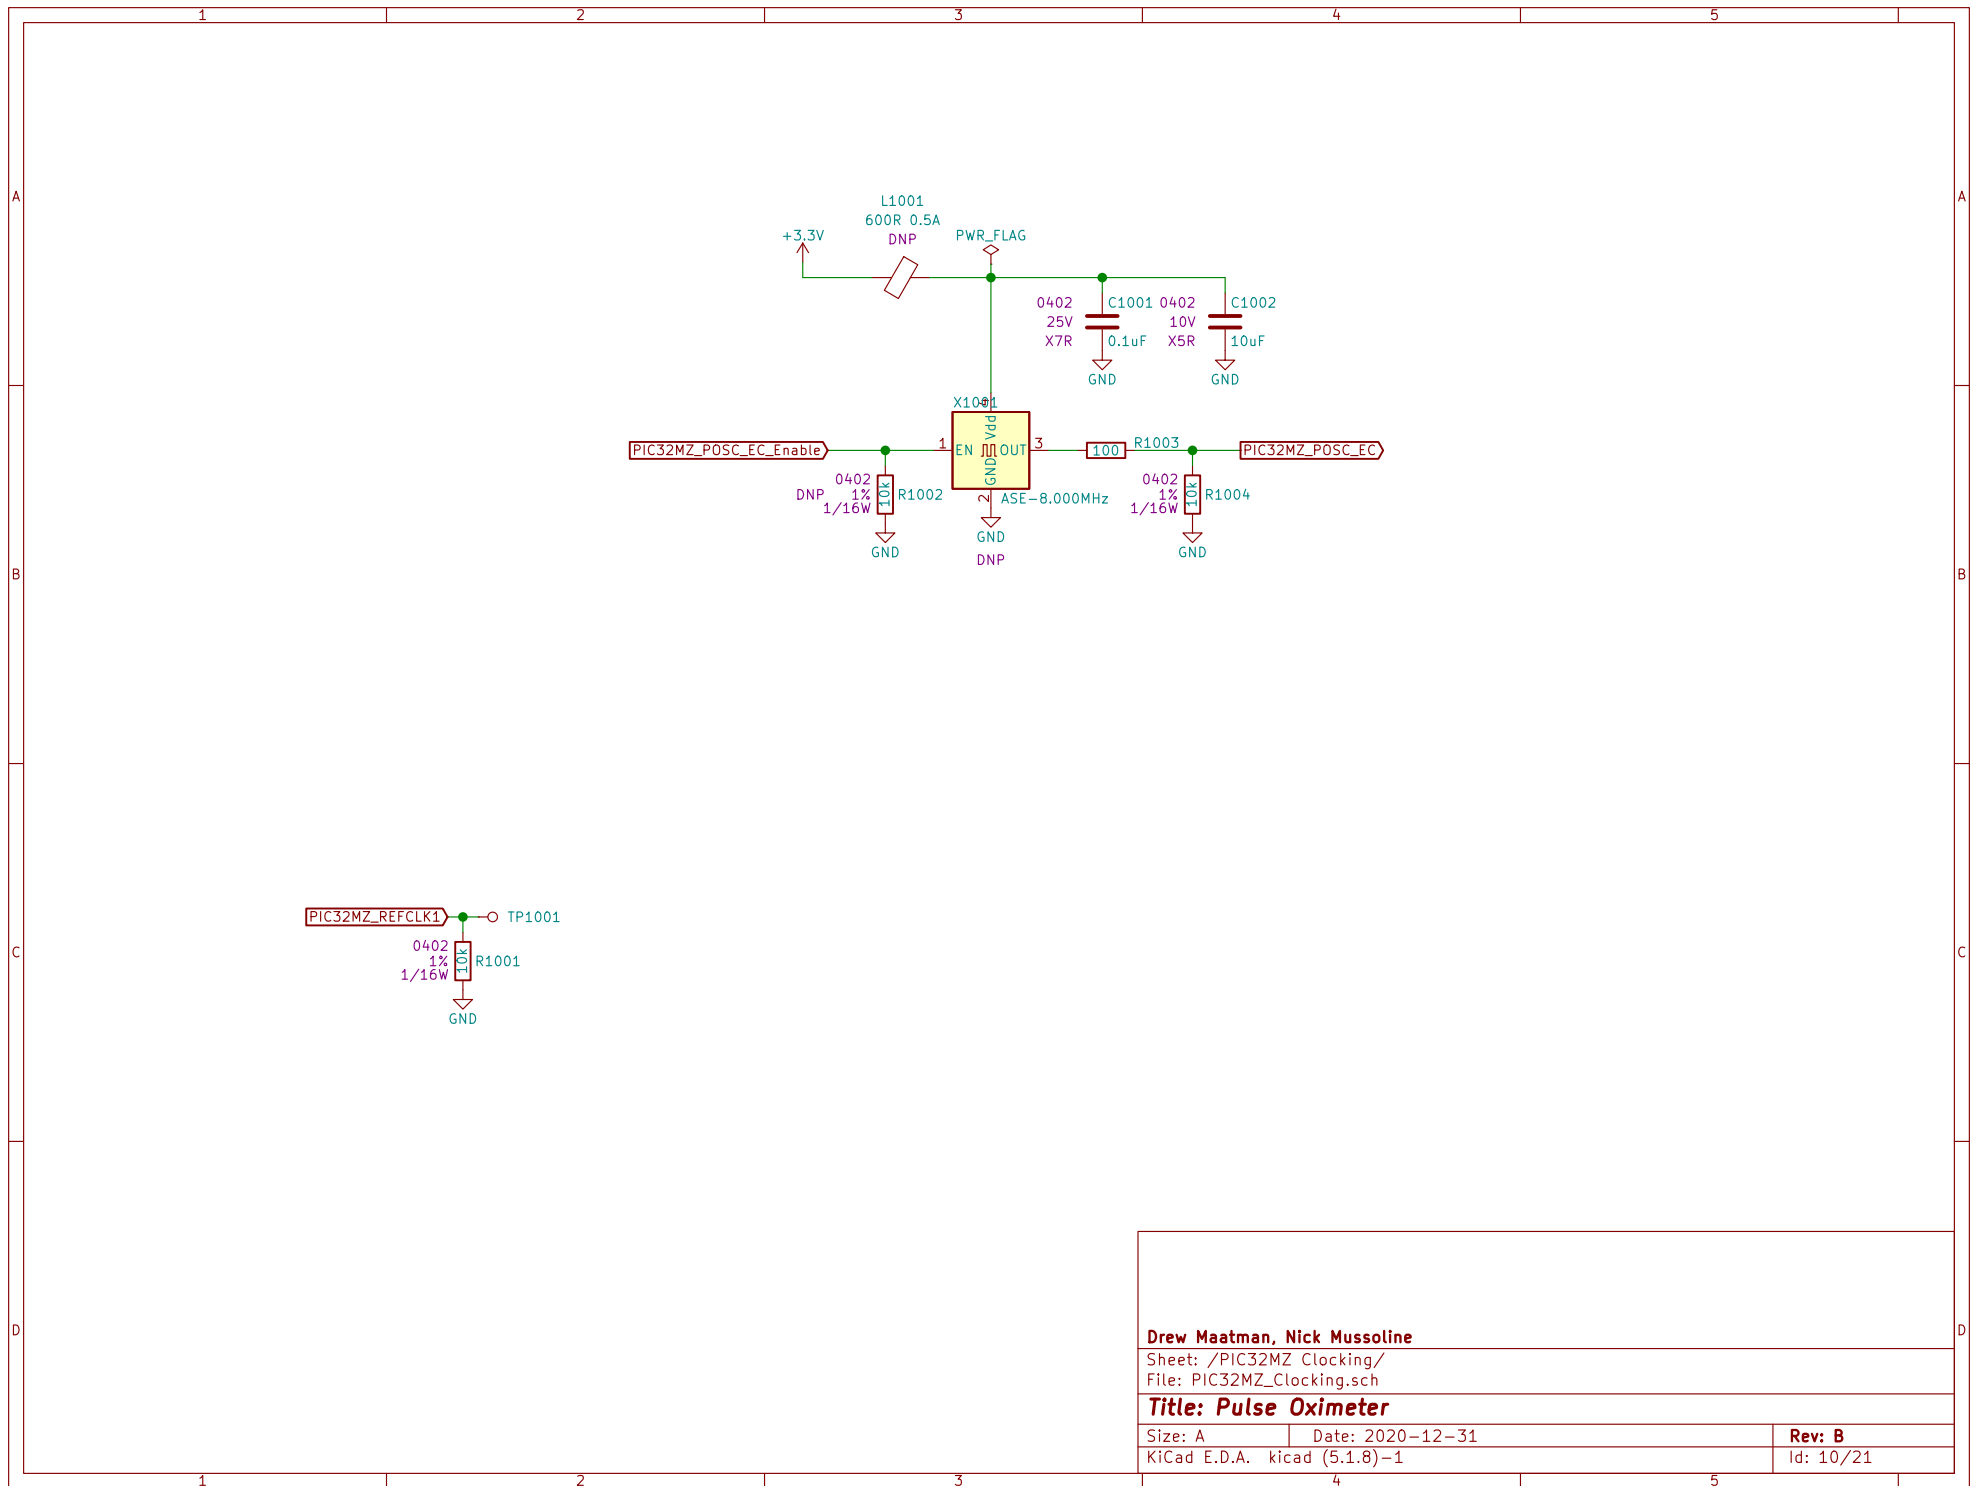 1 2 3 4 5
A A
L1001
600R 0.5A
DNP
+3.3V
PWR_FLAG
0402 C1001
25V
X7R 0.1uF
GND
0402 C1002
10V
X5R 10uF
GND
B B
X1001
4
Vdd
PIC32MZ_POSC_EC_Enable
1 EN OUT 3
GND
2
ASE-8.000MHz
GND
DNP
100 R1003
PIC32MZ_POSC_EC
0402
DNP 1% 10k R1002
1/16W
GND
0402
1% 10k R1004
1/16W
GND
C C
PIC32MZ_REFCLK1
TP1001
0402
1% 10k R1001
1/16W
GND
D D
Drew Maatman, Nick Mussoline
Sheet: /PIC32MZ Clocking/
File: PIC32MZ_Clocking.sch
Title: Pulse Oximeter
Size: A Date: 2020-12-31 Rev: B
KiCad E.D.A. kicad (5.1.8)-1 Id: 10/21
1 2 3 4 5